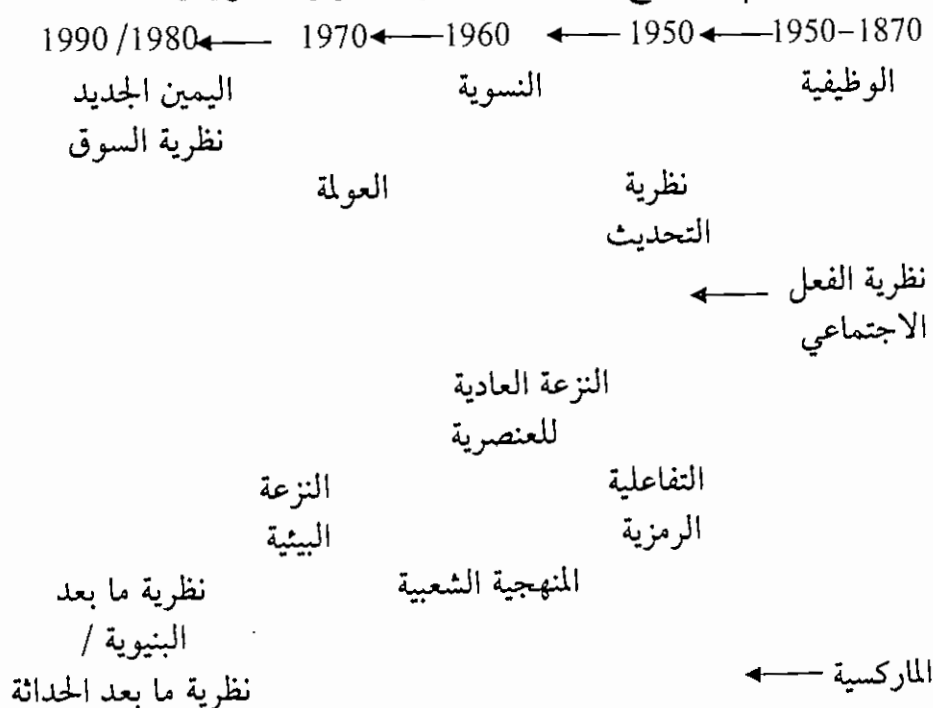 1950-1870 ← 1950 ← 1960 ← 1970 ← 1990/1980
الوظيفية النسوية اليمين الجديد
نظرية السوق
نظرية العولمة
التحديث
نظرية الفعل ←
الاجتماعي
النزعة العادية
للعنصرية
التفاعلية النزعة
الرمزية البيئية
المنهجية الشعبية نظرية ما بعد
البنيوية /
الماركسية ←
نظرية ما بعد الحداثة